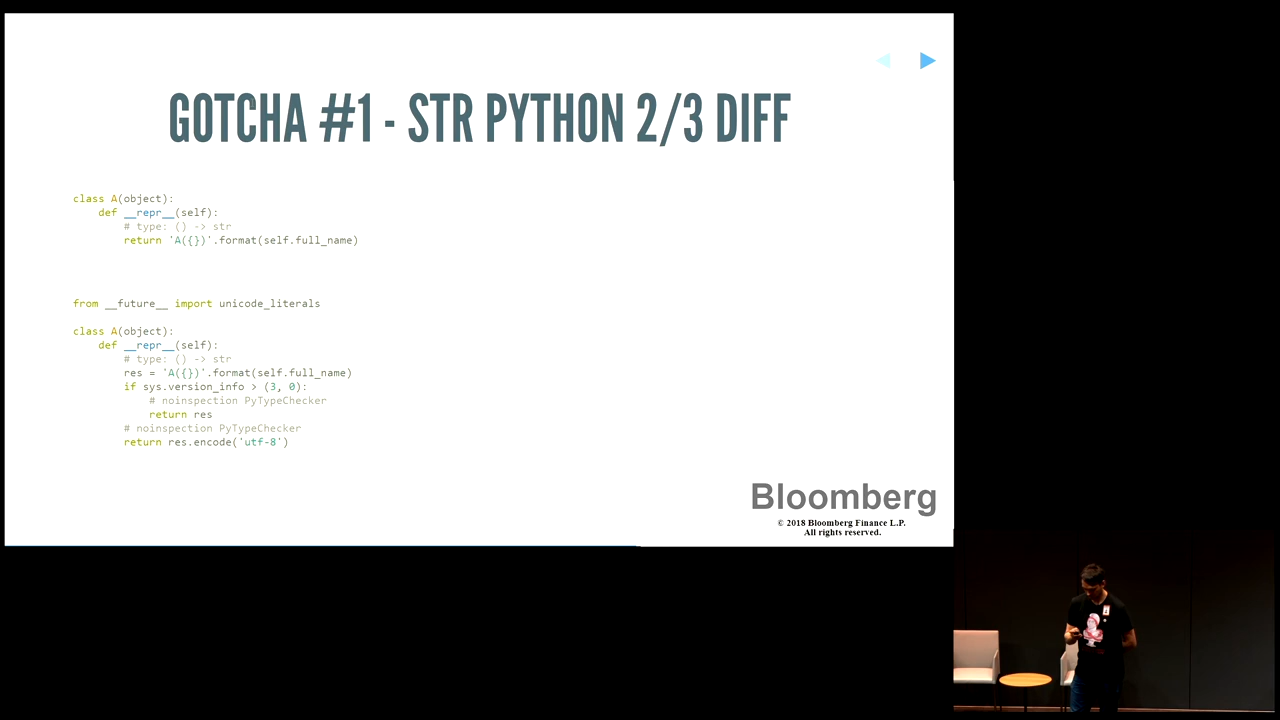 GOTCHA #1 - STR PYTHON 2/3 DIFF
class A(object):
    def __repr__(self):
        # type: () -> str
        return 'A({})'.format(self.full_name)
from __future__ import unicode_literals
class A(object):
    def __repr__(self):
        # type: () -> str
        res = 'A({})'.format(self.full_name)
        if sys.version_info > (3, 0):
            # noinspection PyTypeChecker
            return res
        # noinspection PyTypeChecker
        return res.encode('utf-8')
Bloomberg
© 2018 Bloomberg Finance L.P.
All rights reserved.